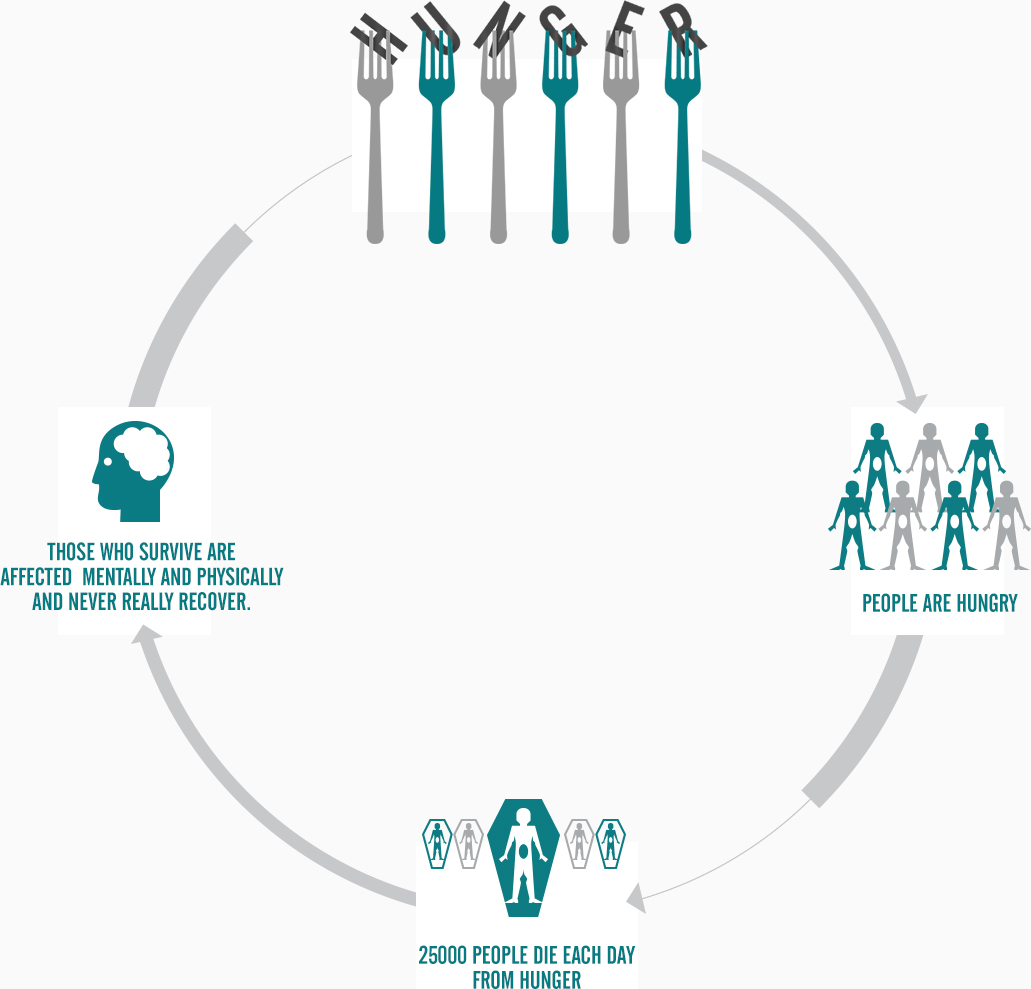 HUNGER
PEOPLE ARE HUNGRY
25000 PEOPLE DIE EACH DAY
FROM HUNGER
THOSE WHO SURVIVE ARE
AFFECTED MENTALLY AND PHYSICALLY
AND NEVER REALLY RECOVER.